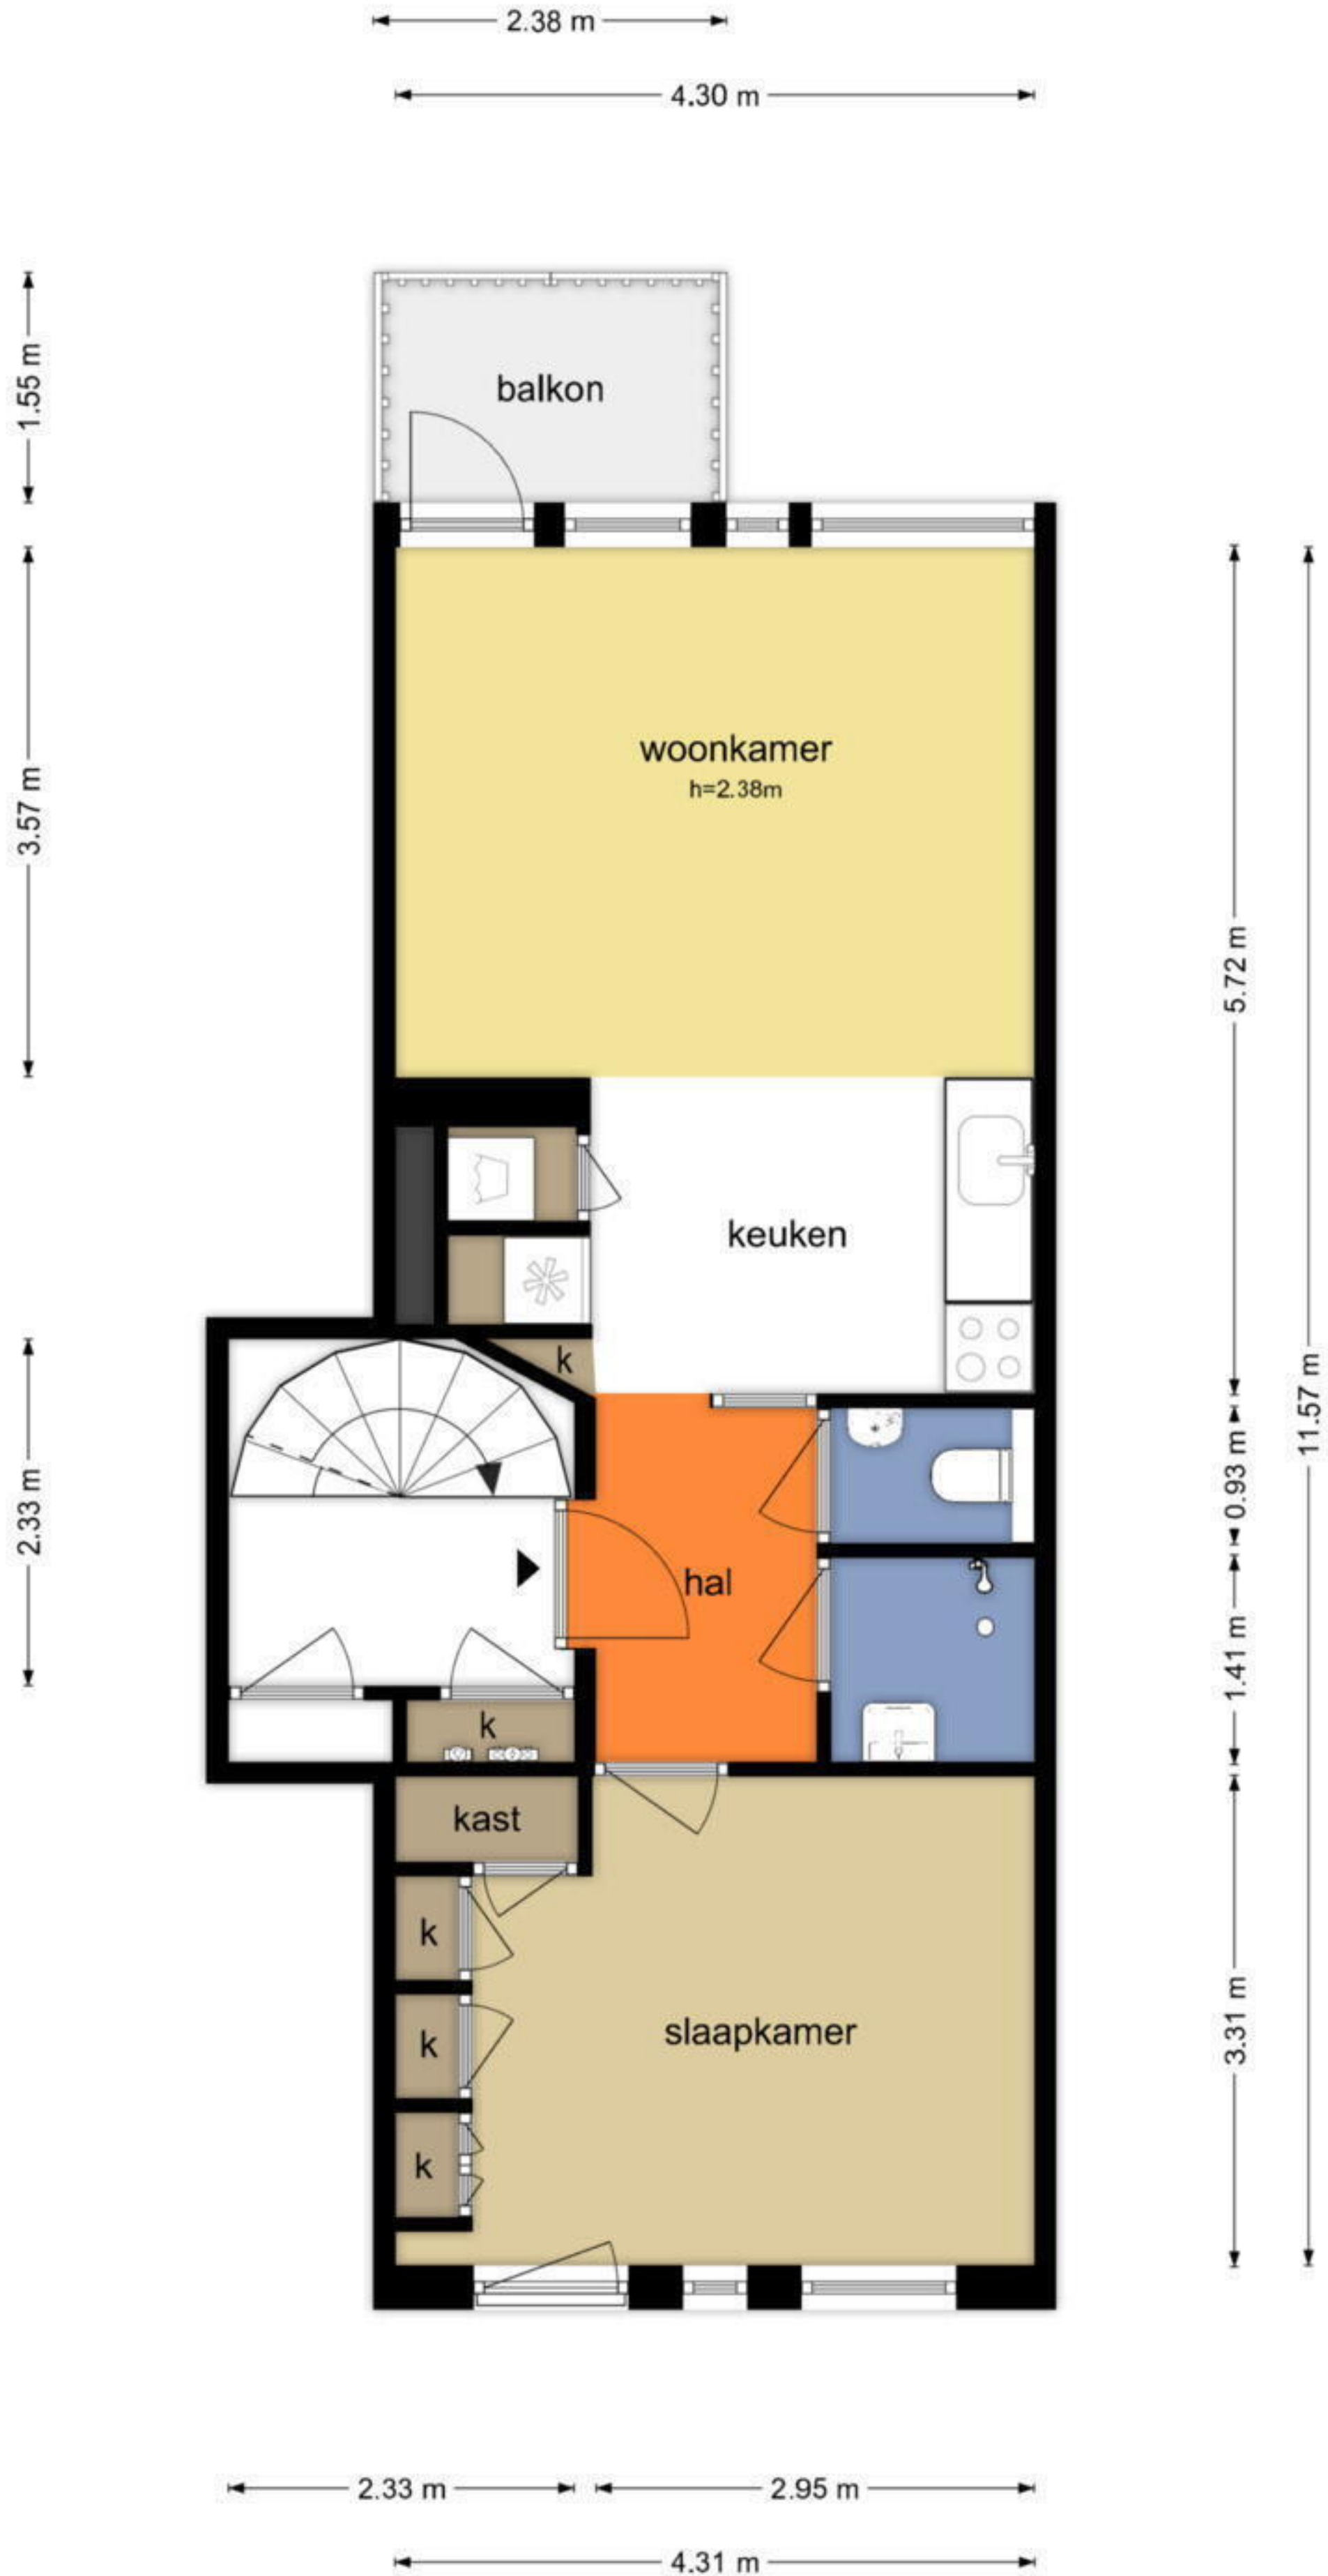 2.38 m
4.30 m
1.55 m
balkon
woonkamer
h=2.38m
3.57 m
5.72 m
keuken
k
11.57 m
0.93 m
2.33 m
hal
1.41 m
k
kast
k
k
slaapkamer
3.31 m
k
2.33 m
2.95 m
4.31 m